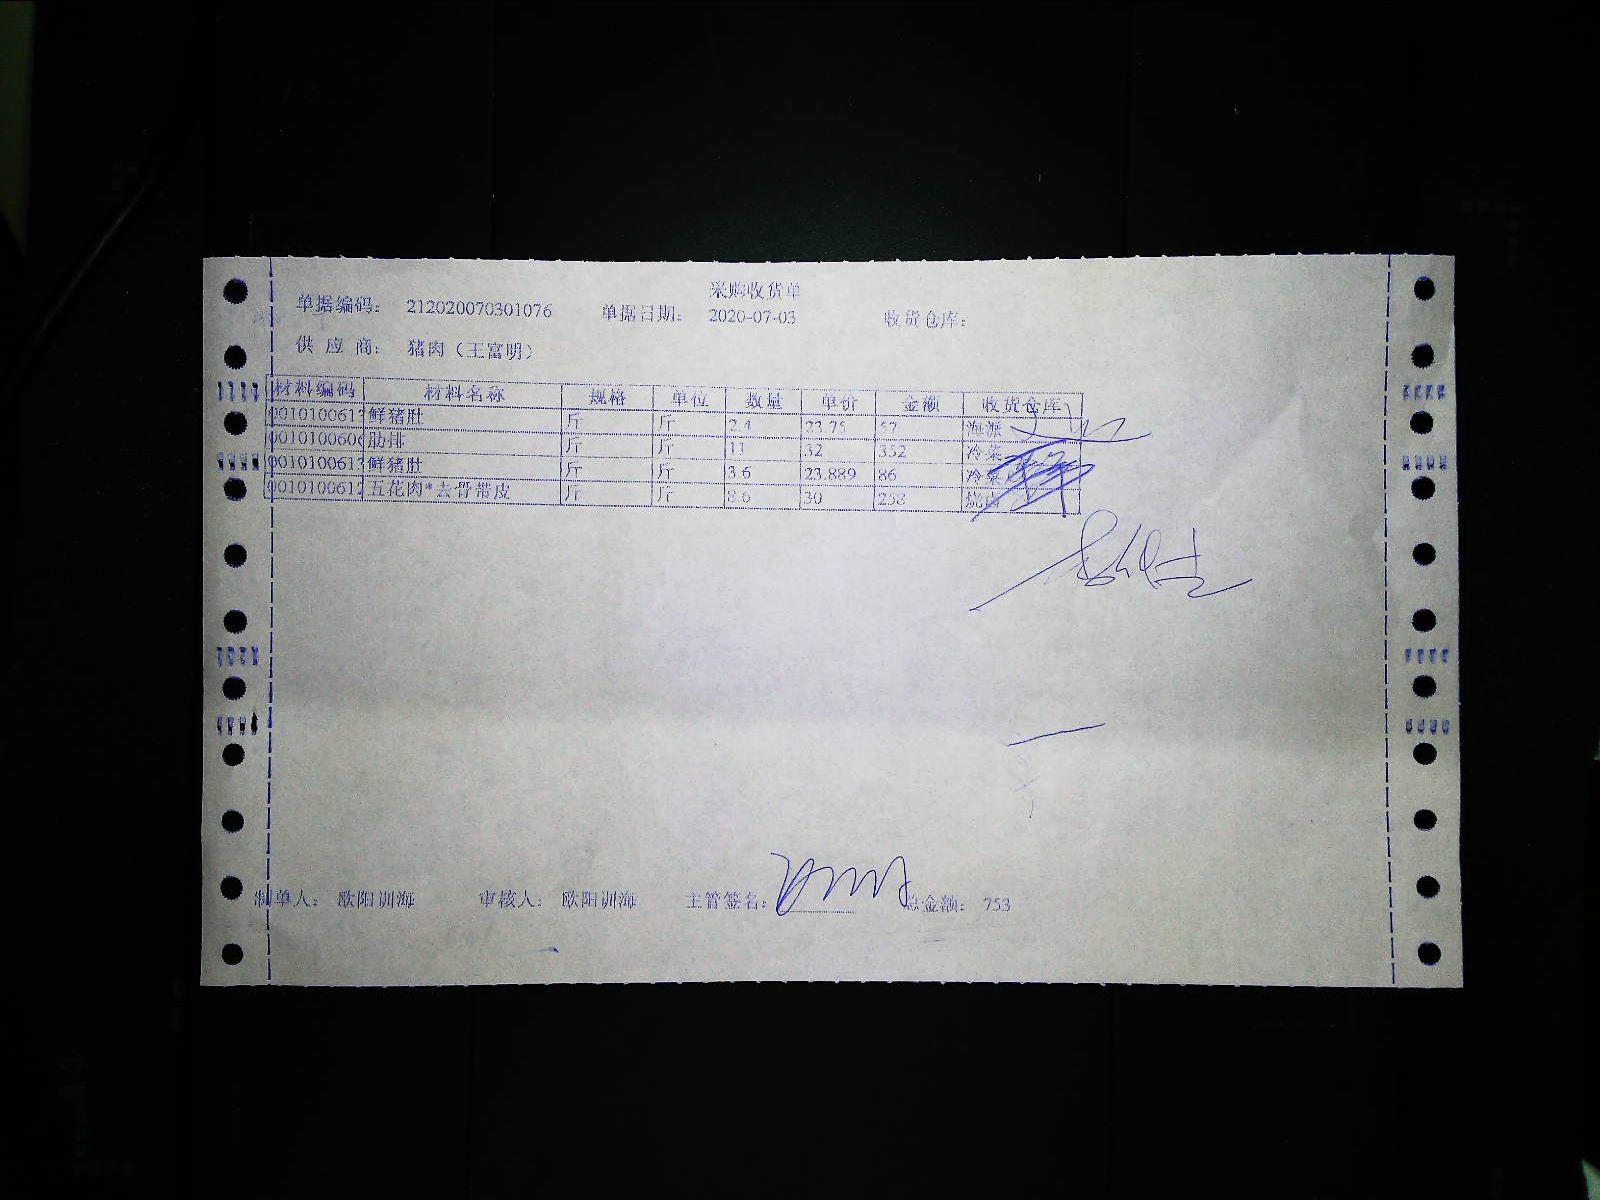 采购收货单
单据编码： 212020070301076 单据日期： 2020-07-03 收货仓库：
供 应 商： 猪肉（王富明）
材料编码 材料名称 规格 单位 数量 单价 金额 收货仓库
001010061 鲜猪肚 斤 斤 2.4 23.75 57 海派
001010060 肋排 斤 斤 11 32 352 冷菜
001010061 鲜猪肚 斤 斤 3.6 23.889 86 冷菜
001010061 五花肉*去骨带皮 斤 斤 8.6 30 258
制单人： 欧阳训海 审核人： 欧阳训海 主管签名： 总金额： 753